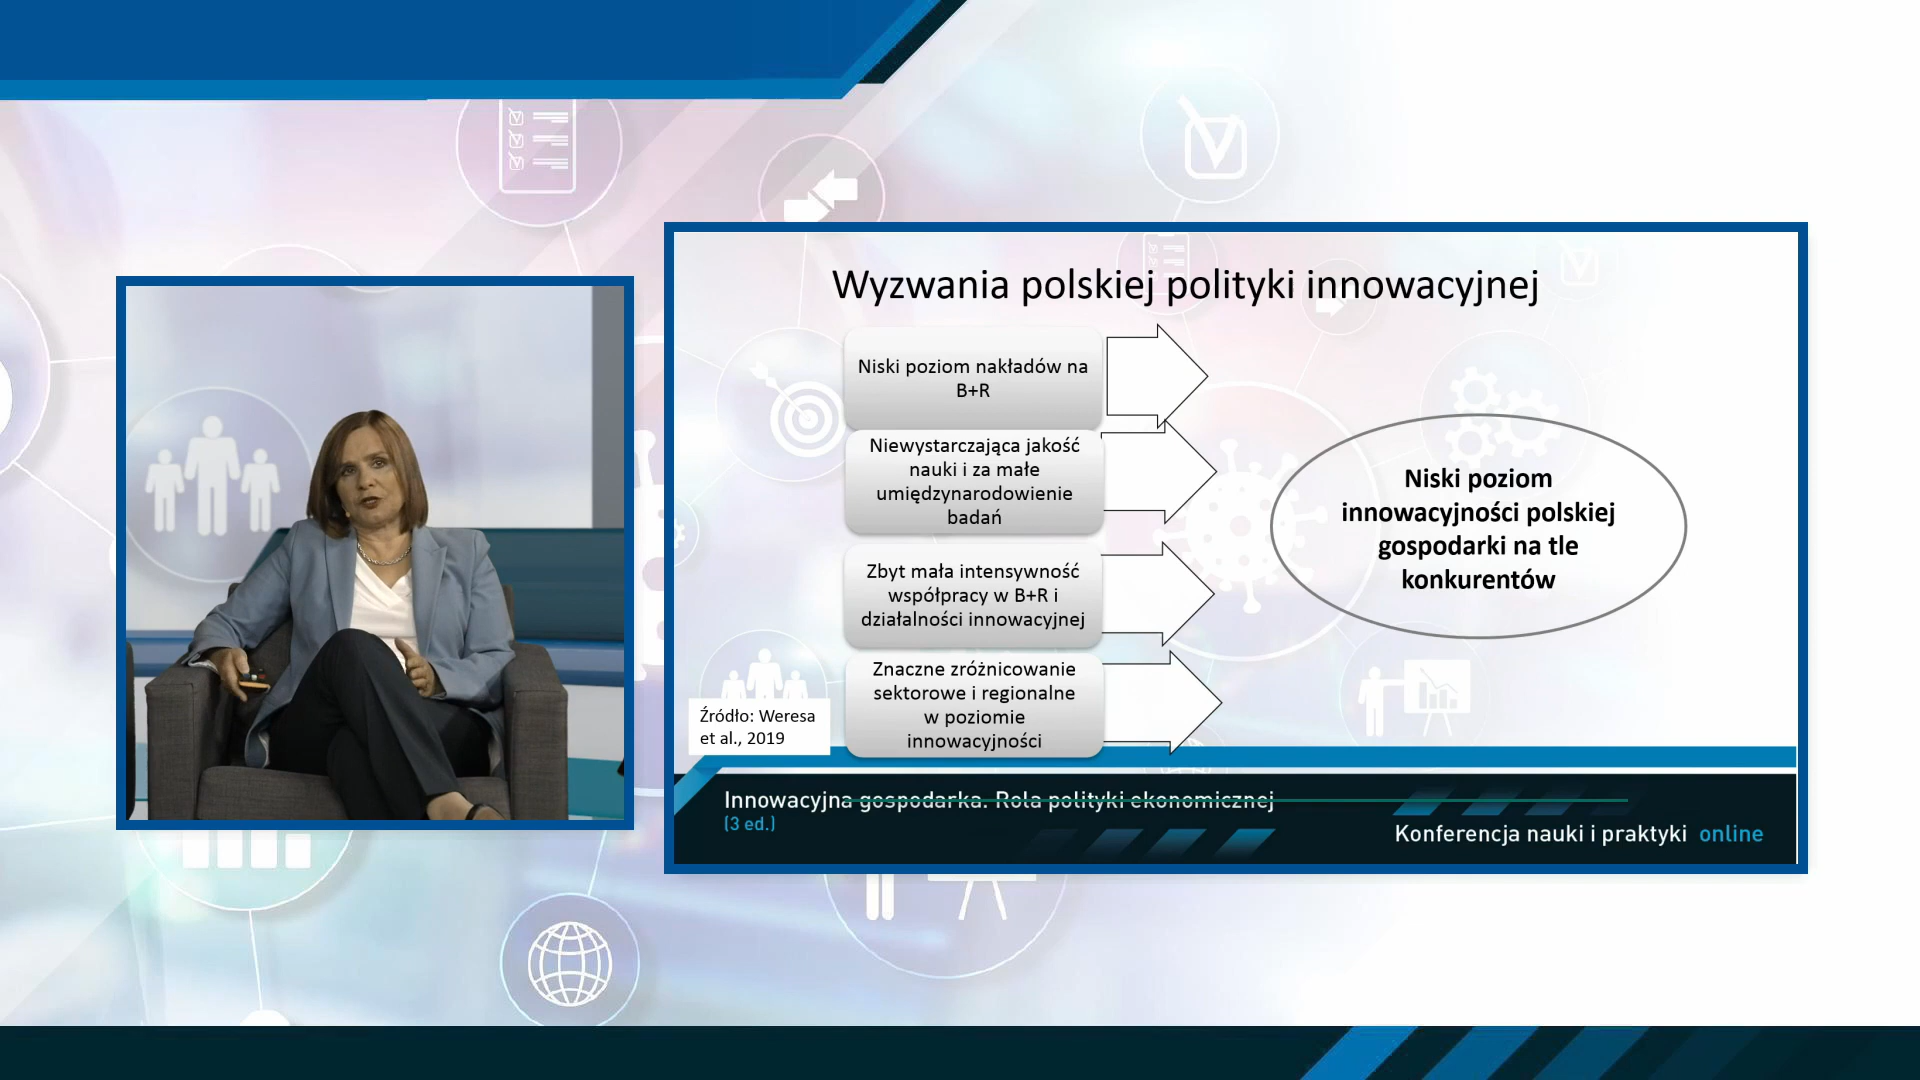 Wyzwania polskiej polityki innowacyjnej
Niski poziom nakładów na
B+R
Niewystarczająca jakość
nauki i za małe
umiędzynarodowienie
badań
Zbyt mała intensywność
współpracy w B+R i
działalności innowacyjnej
Znaczne zróżnicowanie
sektorowe i regionalne
w poziomie
innowacyjności
Niski poziom
innowacyjności polskiej
gospodarki na tle
konkurentów
Źródło: Weresa
et al., 2019
Innowacyjna gospodarka. Rola polityki ekonomicznej
(3 ed.)
Konferencja nauki i praktyki online